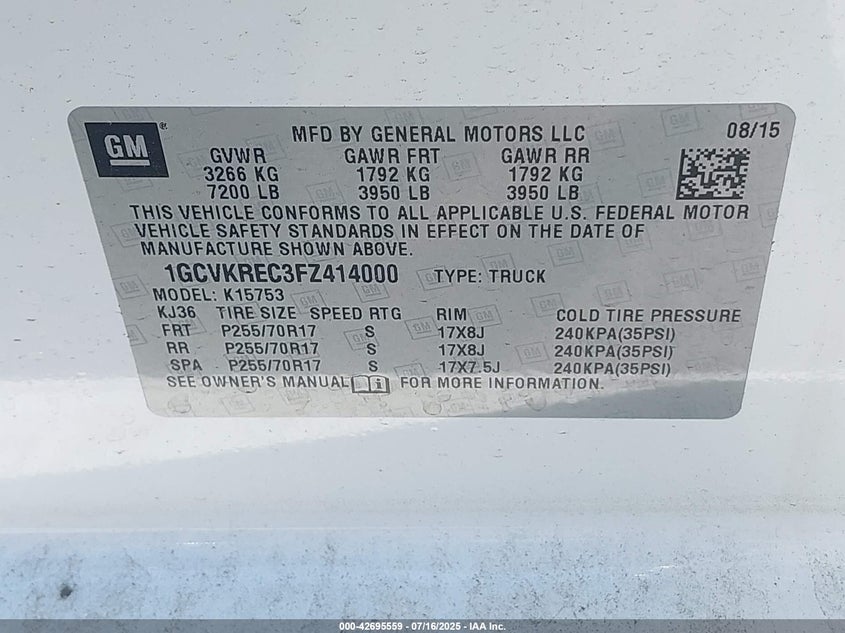 GM
MFD BY GENERAL MOTORS LLC 08/15
GVWR GAWR FRT GAWR RR
3266 KG 1792 KG 1792 KG
7200 LB 3950 LB 3950 LB
THIS VEHICLE CONFORMS TO ALL APPLICABLE U.S. FEDERAL MOTOR
VEHICLE SAFETY STANDARDS IN EFFECT ON THE DATE OF
MANUFACTURE SHOWN ABOVE.
1GCVKREC3FZ414000 TYPE: TRUCK
MODEL: K15753
KJ36 TIRE SIZE SPEED RTG RIM COLD TIRE PRESSURE
FRT P255/70R17 S 17X8J 240KPA(35PSI)
RR P255/70R17 S 17X8J 240KPA(35PSI)
SPA P255/70R17 S 17X7.5J 240KPA(35PSI)
SEE OWNER'S MANUAL FOR MORE INFORMATION.
000-42695559 - 07/16/2025 - IAA Inc.